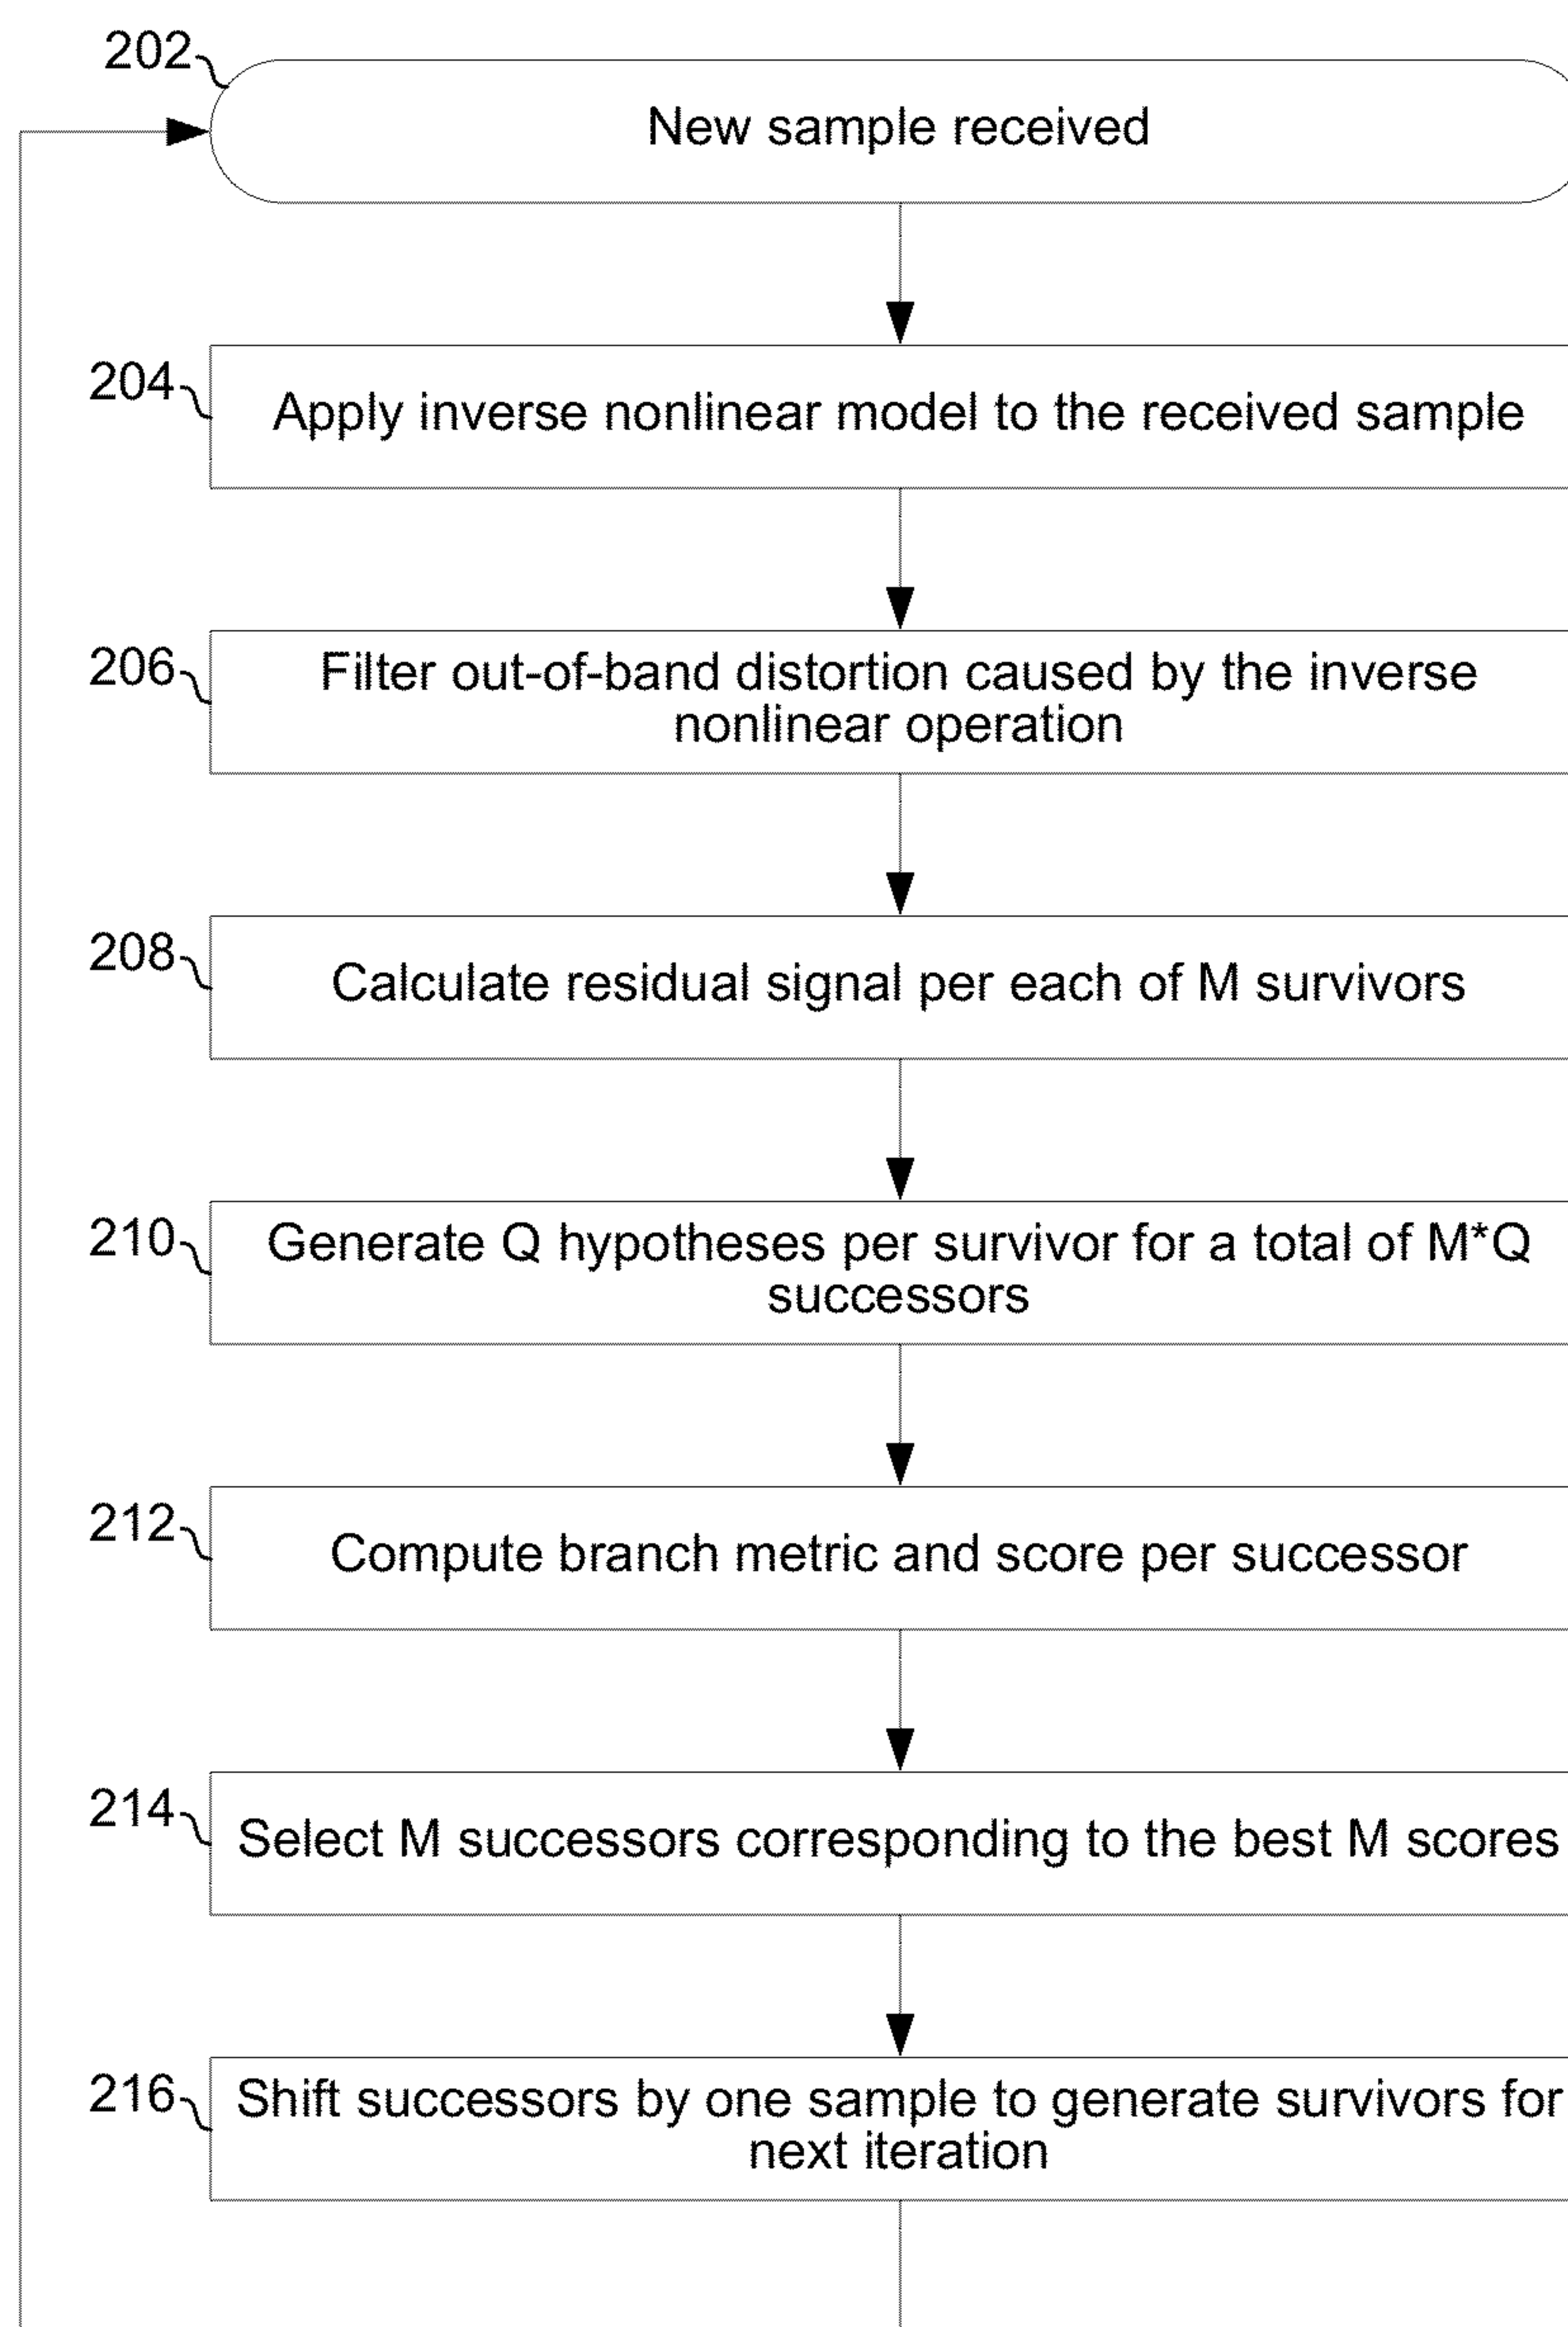 202
New sample received
204
Apply inverse nonlinear model to the received sample
206
Filter out-of-band distortion caused by the inverse
nonlinear operation
208
Calculate residual signal per each of M survivors
210
Generate Q hypotheses per survivor for a total of M*Q
successors
212
Compute branch metric and score per successor
214
Select M successors corresponding to the best M scores
216
Shift successors by one sample to generate survivors for
next iteration